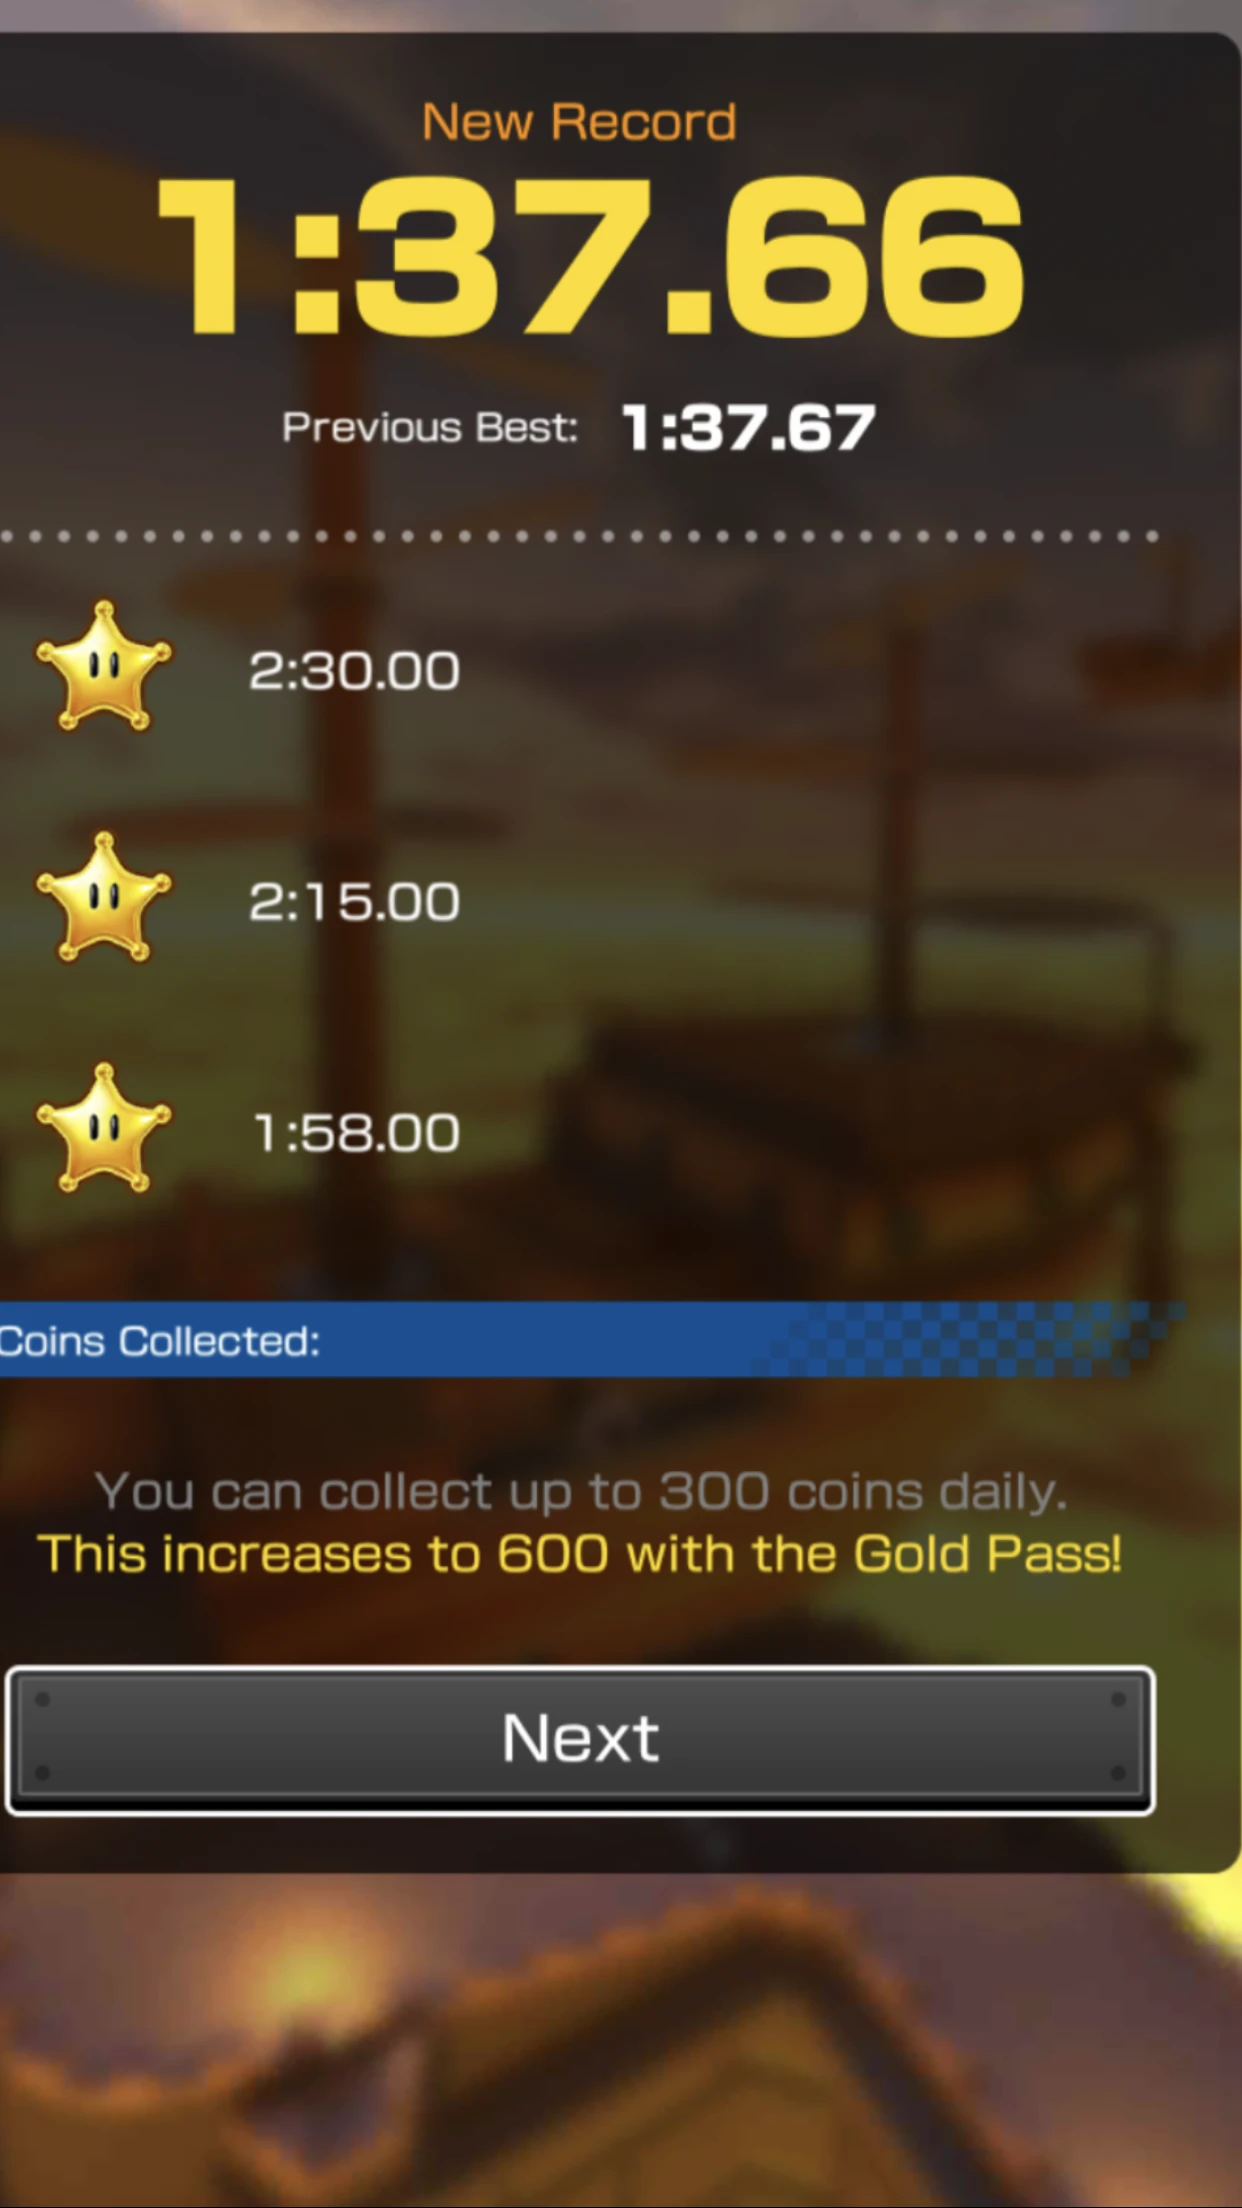 New Record
1:37.66
Previous Best: 1:37.67
2:30.00
2:15.00
1:58.00
Coins Collected:
You can collect up to 300 coins daily.
This increases to 600 with the Gold Pass!
Next